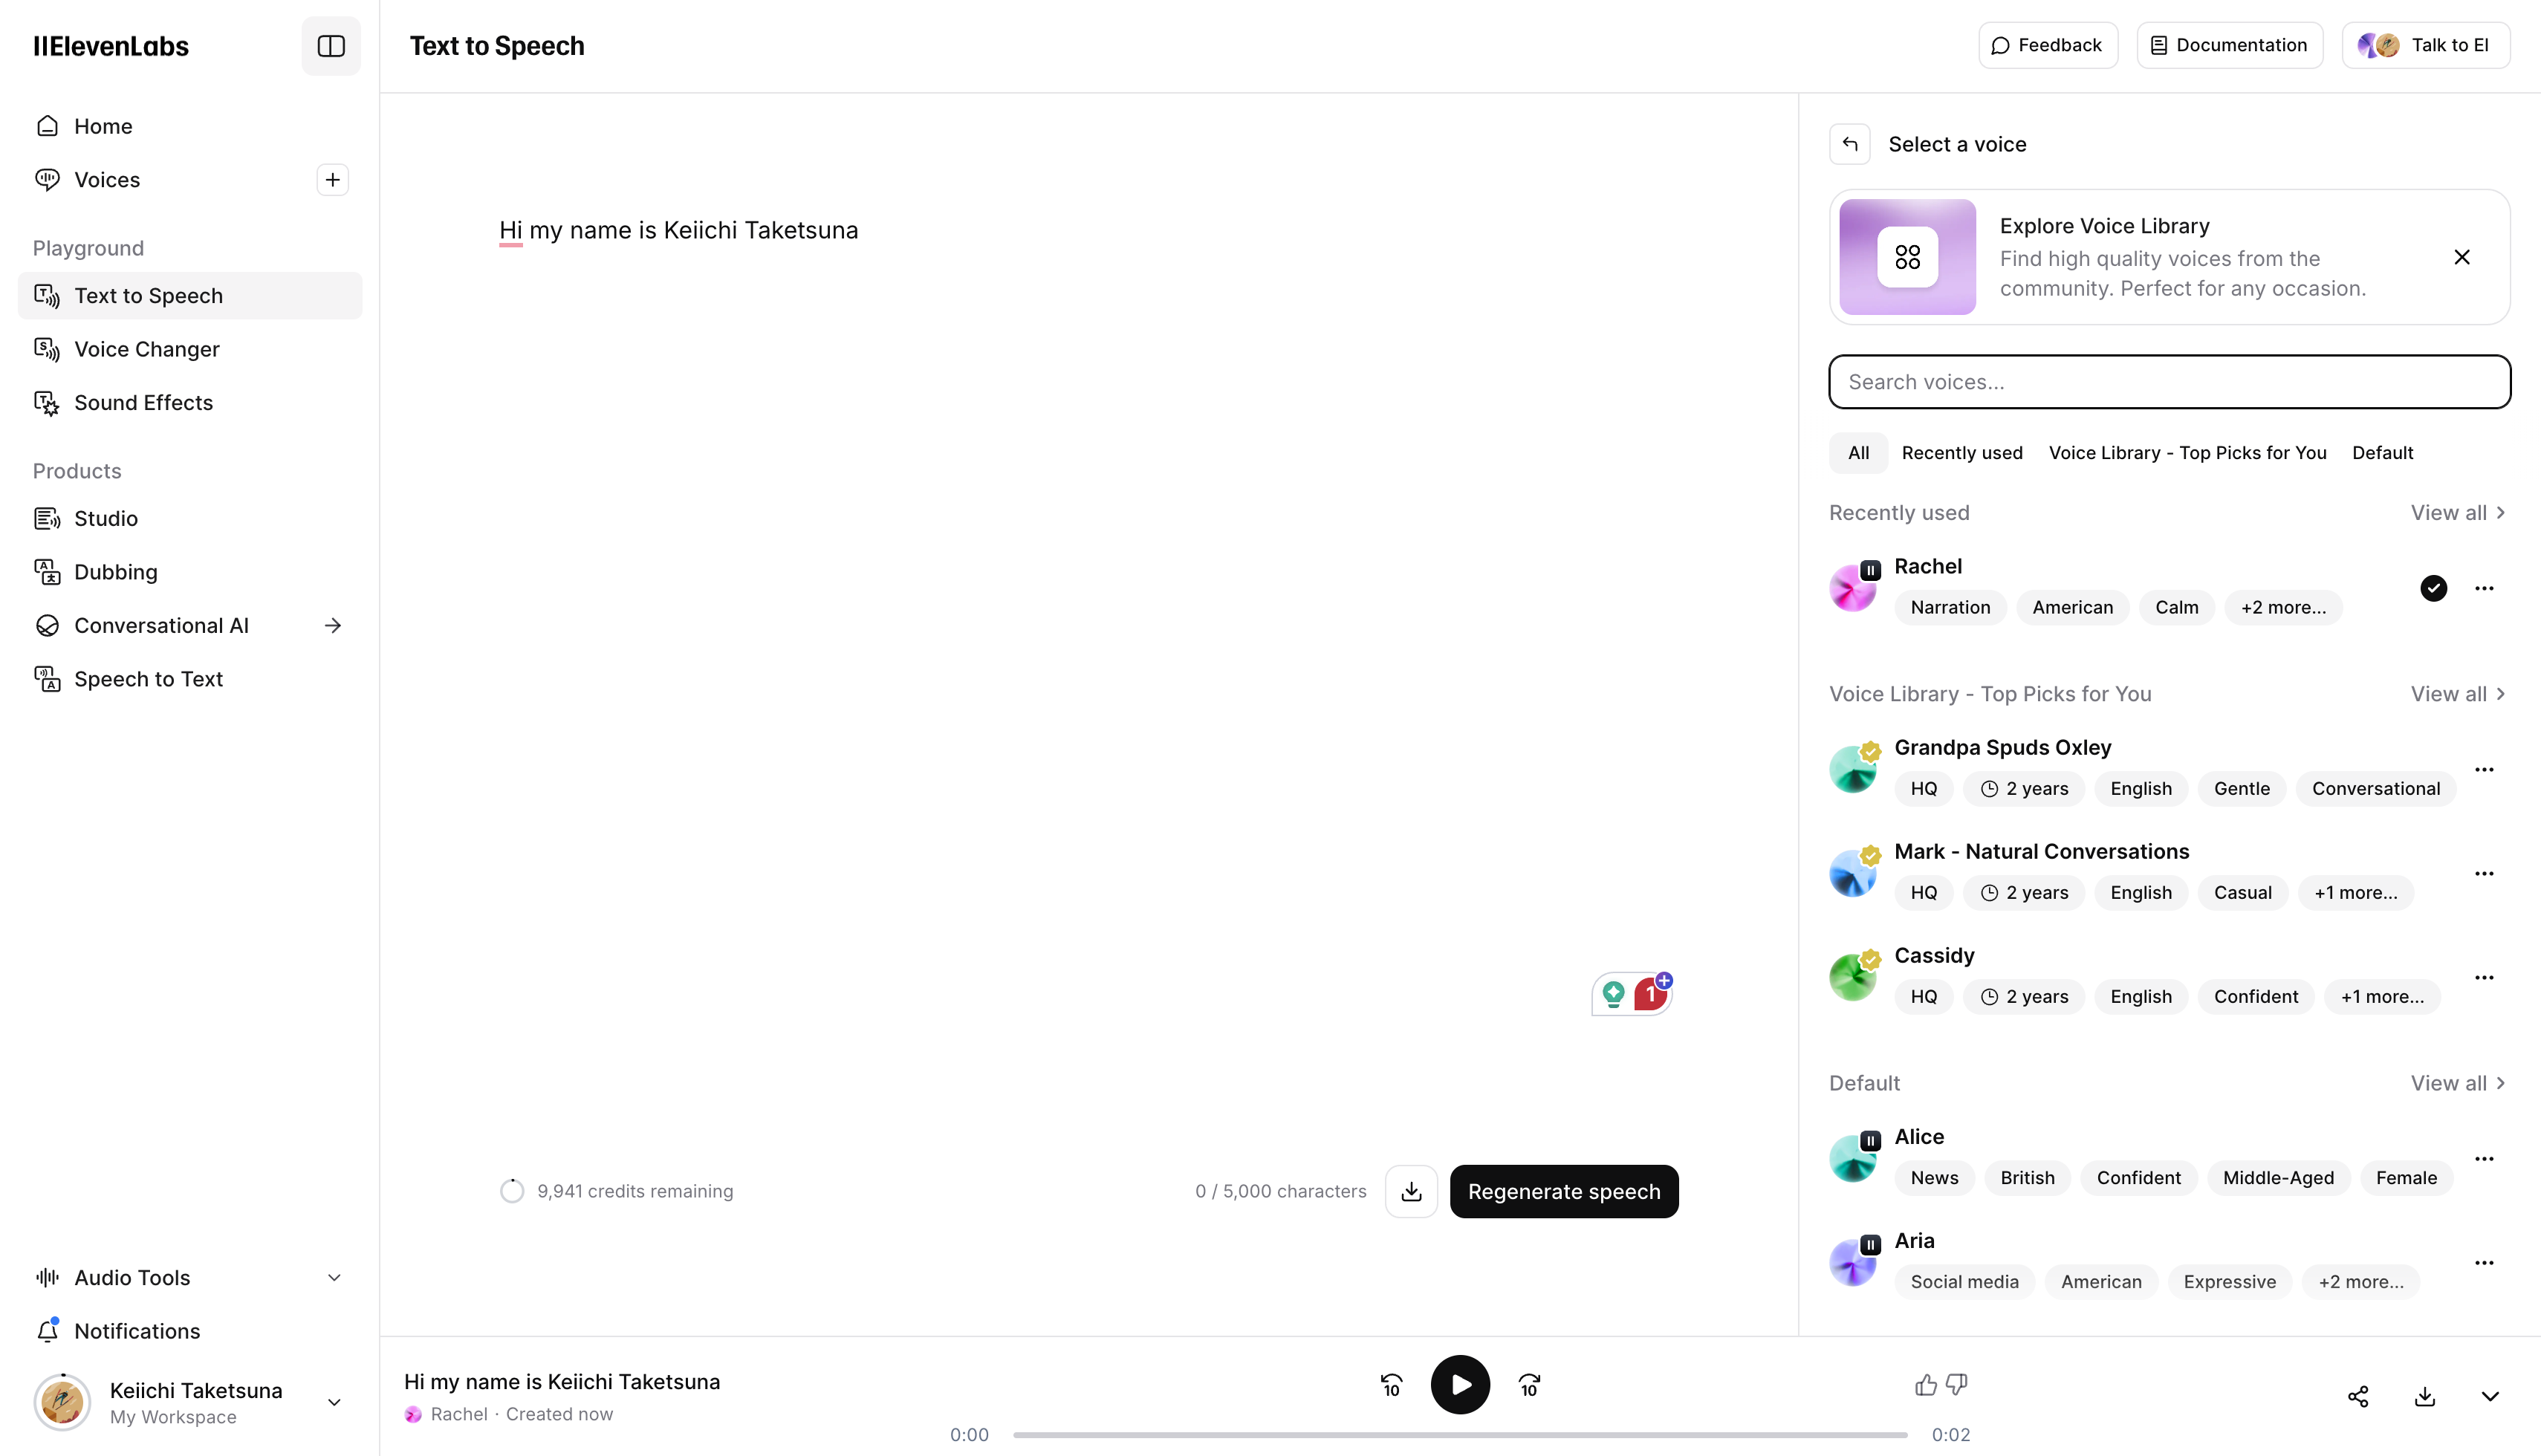 IIElevenLabs
Home
Voices
Playground
Text to Speech
Voice Changer
Sound Effects
Products
Studio
Dubbing
Conversational AI
Speech to Text
Audio Tools
Notifications
Keiichi Taketsuna
My Workspace
Text to Speech
Feedback
Documentation
Talk to El
Hi my name is Keiichi Taketsuna
1
9,941 credits remaining
0 / 5,000 characters
Regenerate speech
Select a voice
Explore Voice Library
Find high quality voices from the
community. Perfect for any occasion.
Search voices...
All Recently used Voice Library - Top Picks for You Default
Recently used View all
Rachel
Narration American Calm +2 more...
Voice Library - Top Picks for You View all
Grandpa Spuds Oxley
HQ 2 years English Gentle Conversational
Mark - Natural Conversations
HQ 2 years English Casual +1 more...
Cassidy
HQ 2 years English Confident +1 more...
Default View all
Alice
News British Confident Middle-Aged Female
Aria
Social media American Expressive +2 more...
Hi my name is Keiichi Taketsuna
Rachel · Created now
10 10
0:00 0:02